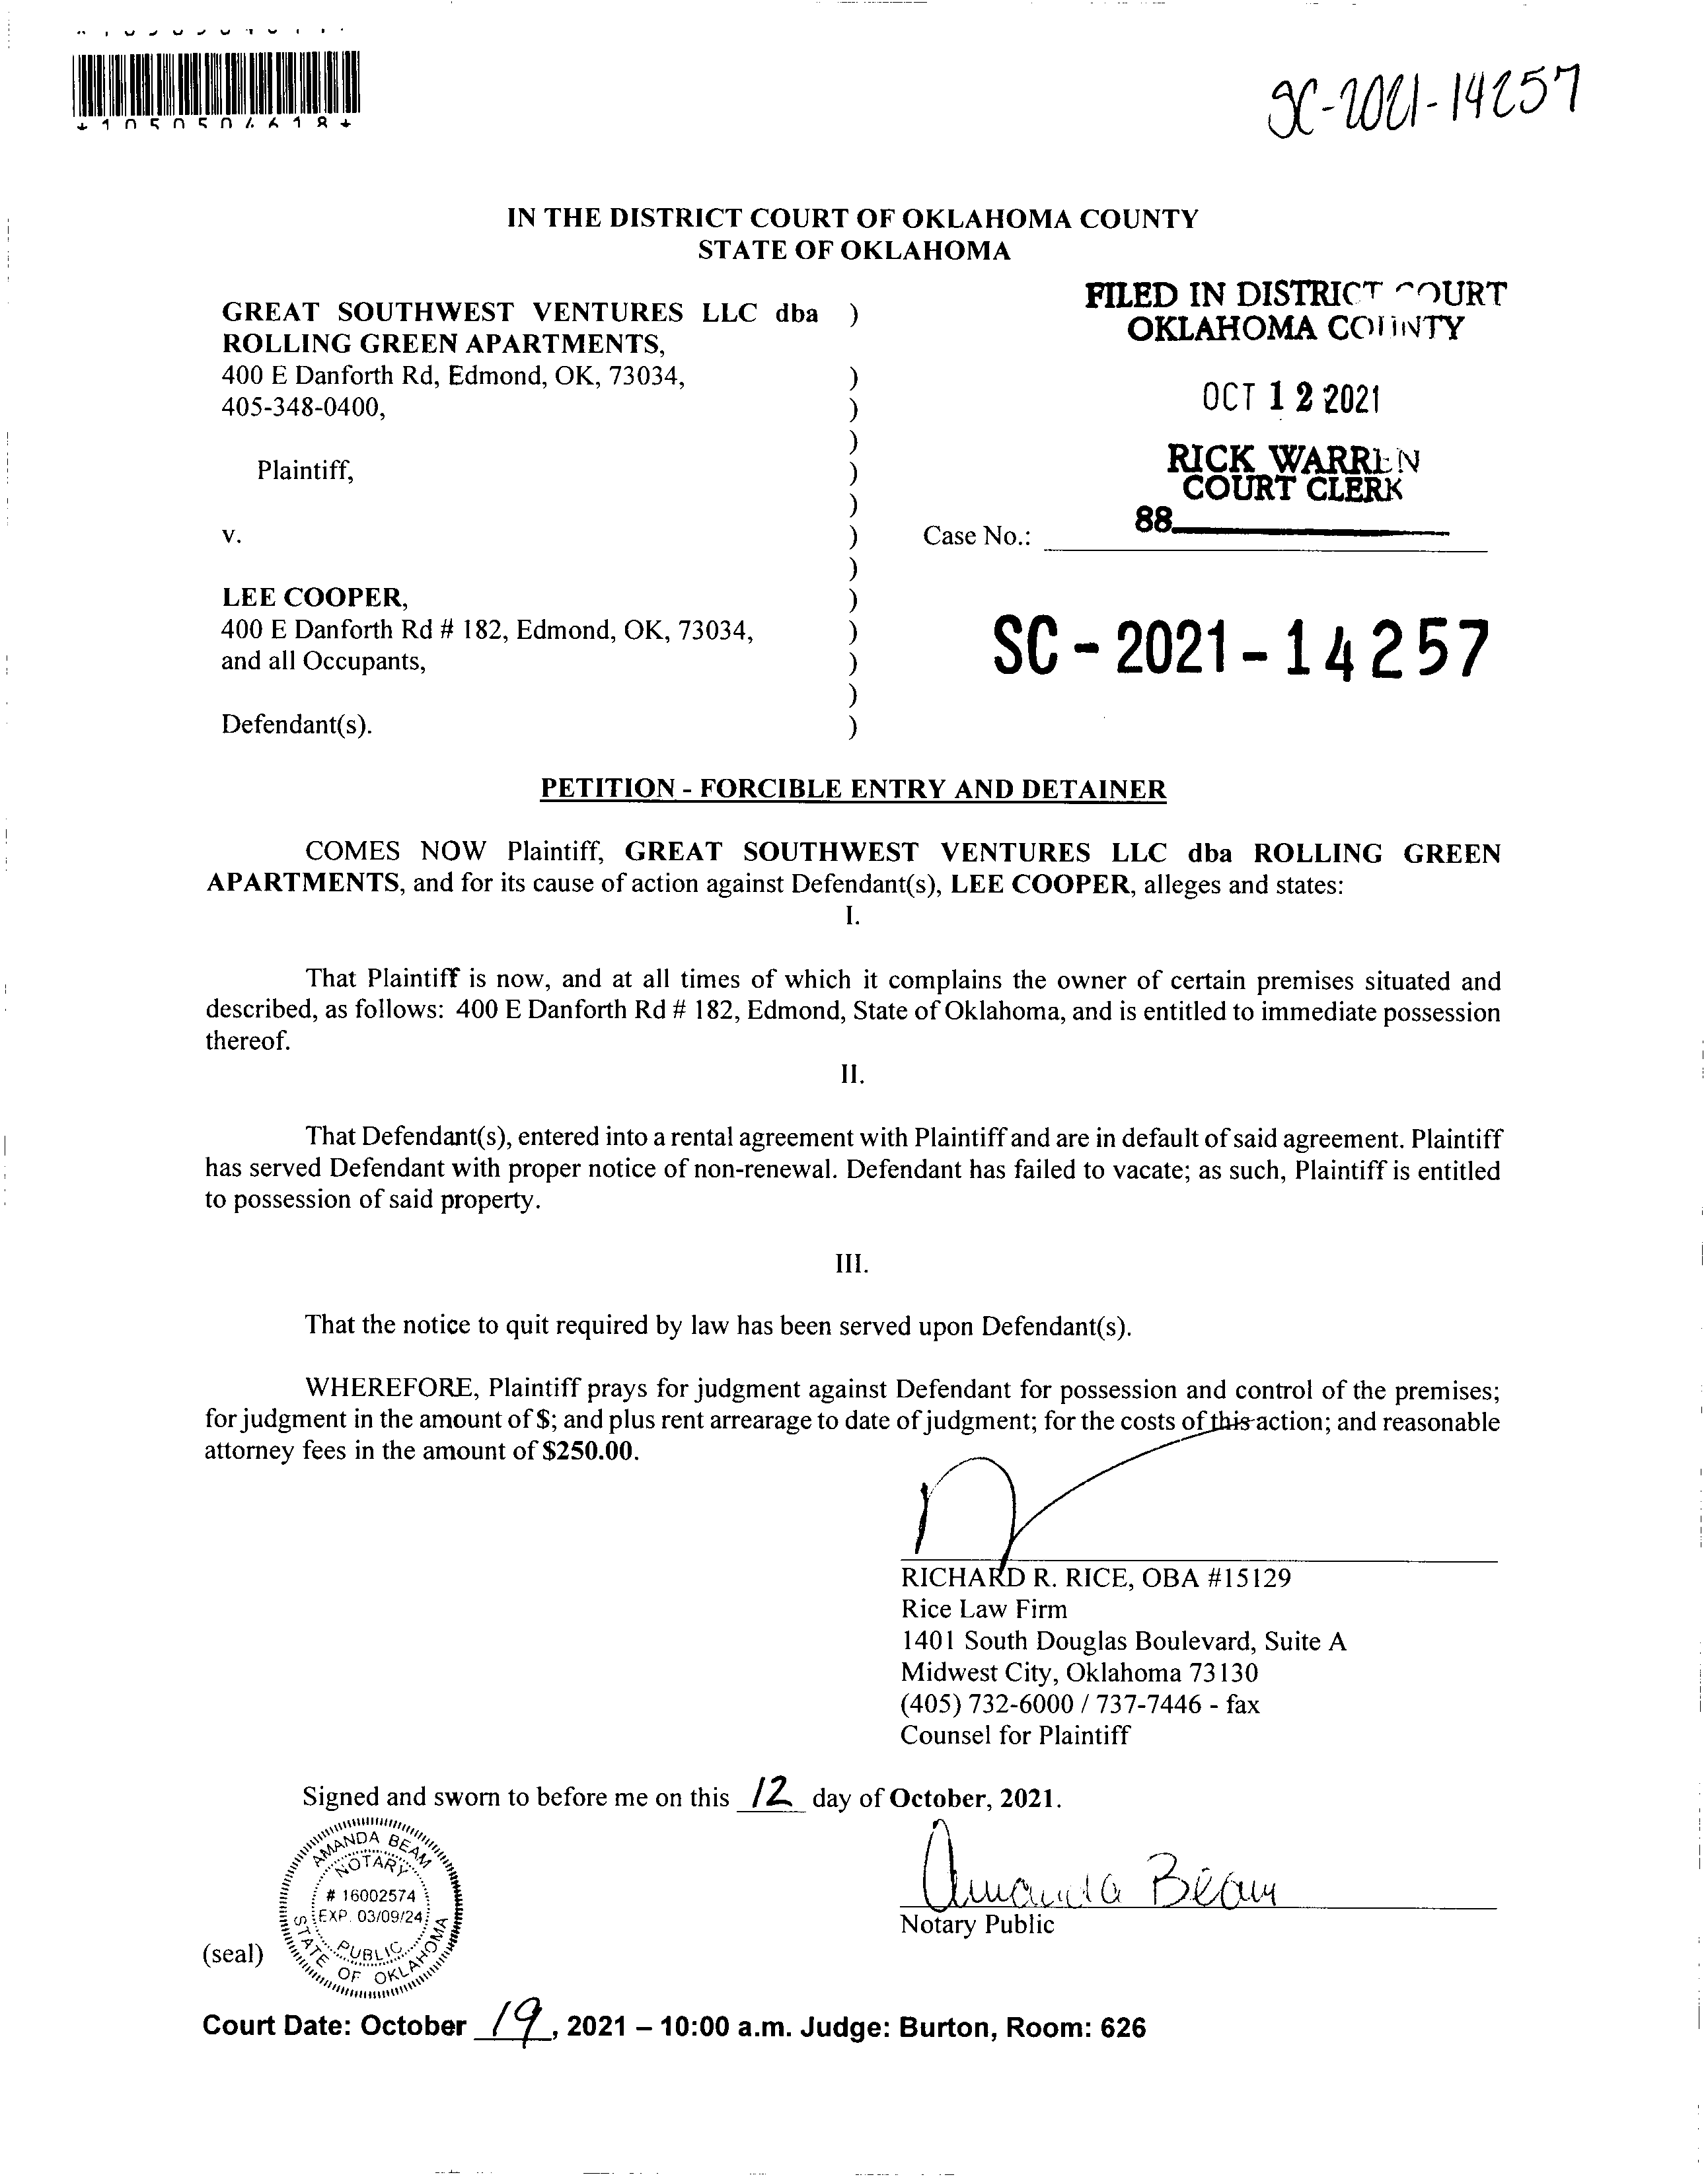 *1050504618*
SC-2021-14257
IN THE DISTRICT COURT OF OKLAHOMA COUNTY
STATE OF OKLAHOMA
GREAT SOUTHWEST VENTURES LLC dba )
ROLLING GREEN APARTMENTS,
400 E Danforth Rd, Edmond, OK, 73034, )
405-348-0400, )
)
Plaintiff, )
)
v. )
)
LEE COOPER, )
400 E Danforth Rd # 182, Edmond, OK, 73034, )
and all Occupants, )
)
Defendant(s). )
FILED IN DISTRICT COURT
OKLAHOMA COUNTY
OCT 12 2021
RICK WARREN
COURT CLERK
88
Case No.:
SC - 2021 - 14257
PETITION - FORCIBLE ENTRY AND DETAINER
COMES NOW Plaintiff, GREAT SOUTHWEST VENTURES LLC dba ROLLING GREEN
APARTMENTS, and for its cause of action against Defendant(s), LEE COOPER, alleges and states:
I.
That Plaintiff is now, and at all times of which it complains the owner of certain premises situated and
described, as follows: 400 E Danforth Rd # 182, Edmond, State of Oklahoma, and is entitled to immediate possession
thereof.
II.
That Defendant(s), entered into a rental agreement with Plaintiff and are in default of said agreement. Plaintiff
has served Defendant with proper notice of non-renewal. Defendant has failed to vacate; as such, Plaintiff is entitled
to possession of said property.
III.
That the notice to quit required by law has been served upon Defendant(s).
WHEREFORE, Plaintiff prays for judgment against Defendant for possession and control of the premises;
for judgment in the amount of $; and plus rent arrearage to date of judgment; for the costs of this action; and reasonable
attorney fees in the amount of $250.00.
RICHARD R. RICE, OBA #15129
Rice Law Firm
1401 South Douglas Boulevard, Suite A
Midwest City, Oklahoma 73130
(405) 732-6000 / 737-7446 - fax
Counsel for Plaintiff
Signed and sworn to before me on this 12 day of October, 2021.
AMANDA BEAM
NOTARY
# 16002574
EXP. 03/09/24
PUBLIC
STATE OF OKLAHOMA
Amanda Beam
Notary Public
(seal)
Court Date: October 19, 2021 – 10:00 a.m. Judge: Burton, Room: 626